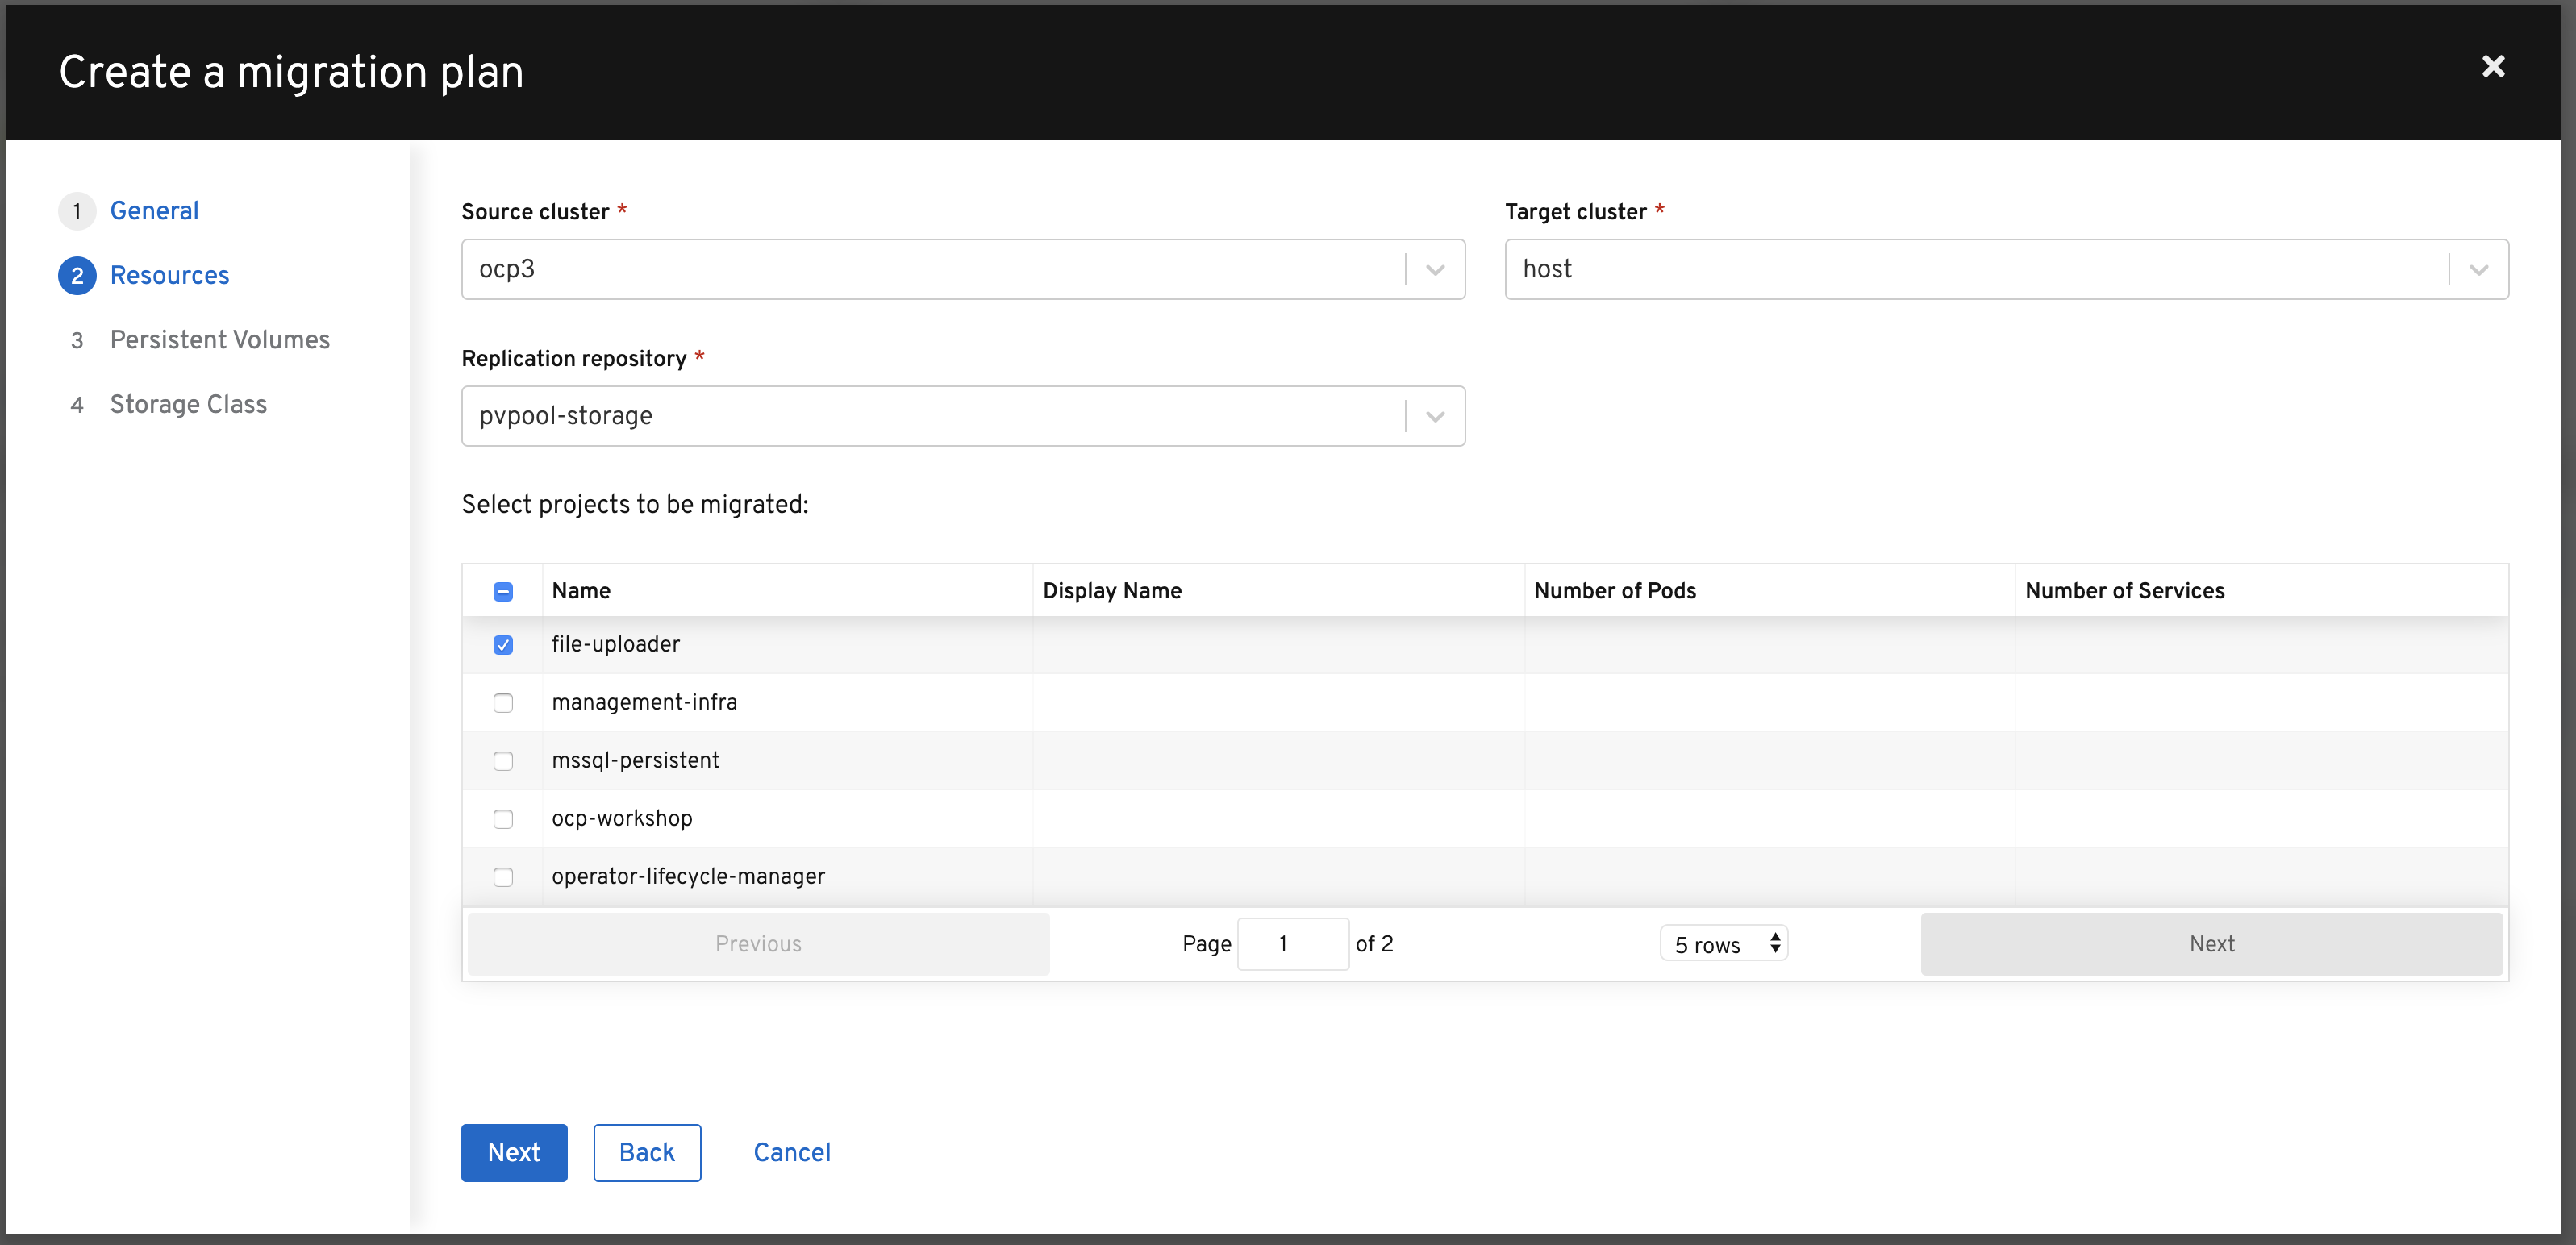 Create a migration plan
1 General
2 Resources
3 Persistent Volumes
4 Storage Class
Source cluster *
ocp3
Target cluster *
host
Replication repository *
pvpool-storage
Select projects to be migrated:
Name Display Name Number of Pods Number of Services
file-uploader
management-infra
mssql-persistent
ocp-workshop
operator-lifecycle-manager
Previous Page 1 of 2 5 rows Next
Next Back Cancel